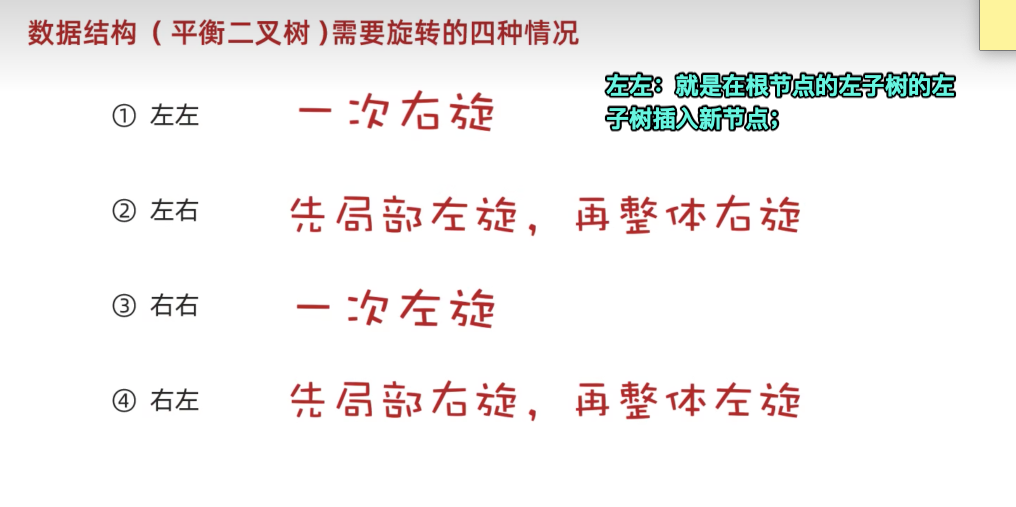 数据结构（平衡二叉树）需要旋转的四种情况
左左：就是在根节点的左子树的左
子树插入新节点；
① 左左 一次右旋
② 左右 先局部左旋，再整体右旋
③ 右右 一次左旋
④ 右左 先局部右旋，再整体左旋